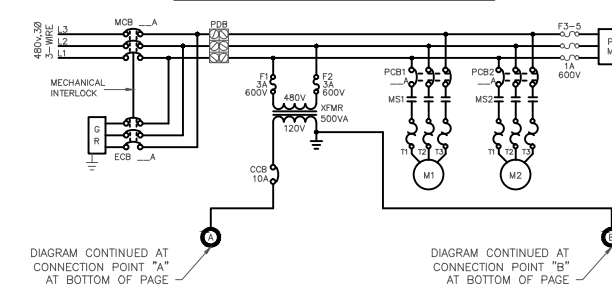 480v,3Ø
3-WIRE
L3
L2
L1
MCB __A
PDB
F3-5
1A
600V
P
M
MECHANICAL
INTERLOCK
G
R
ECB __A
F1
3A
600V
F2
3A
600V
480V
XFMR
500VA
120V
CCB
10A
PCB1
__A
MS1
T1 T2 T3
M1
PCB2
__A
MS2
T1 T2 T3
M2
A
B
DIAGRAM CONTINUED AT
CONNECTION POINT "A"
AT BOTTOM OF PAGE
DIAGRAM CONTINUED AT
CONNECTION POINT "B"
AT BOTTOM OF PAGE